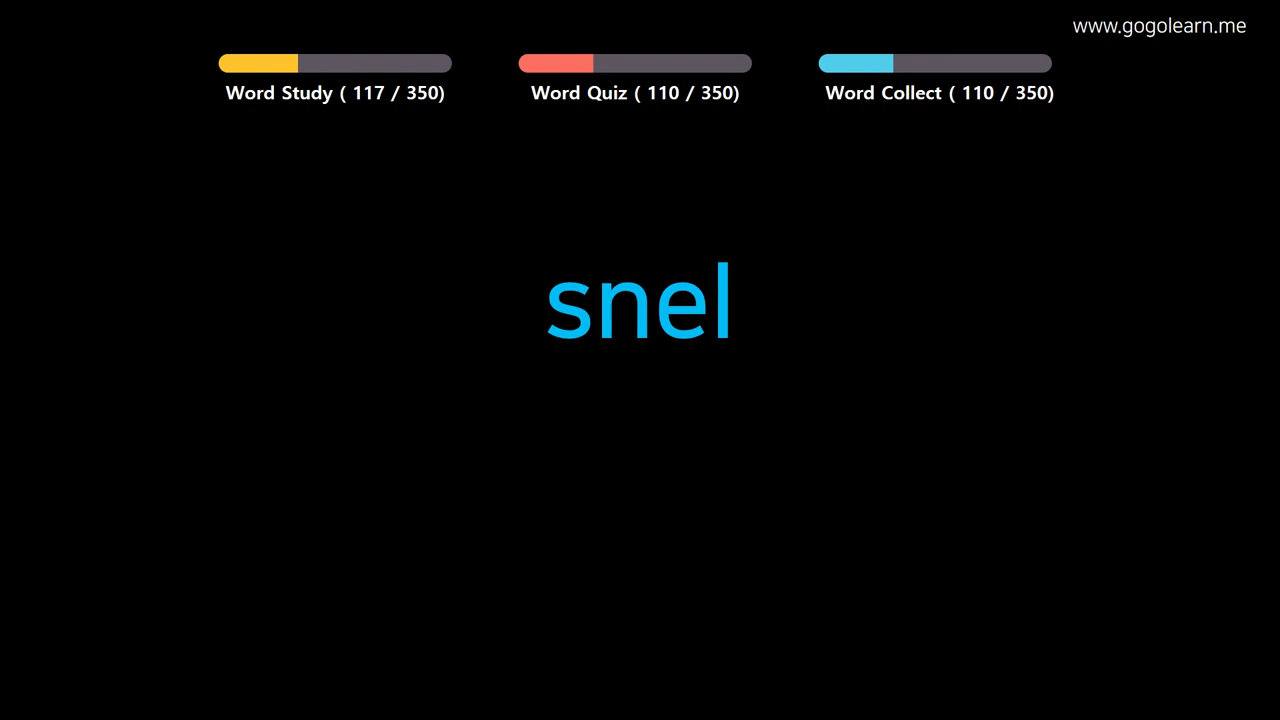 www.gogolearn.me
Word Study ( 117 / 350)
Word Quiz ( 110 / 350)
Word Collect ( 110 / 350)
snel